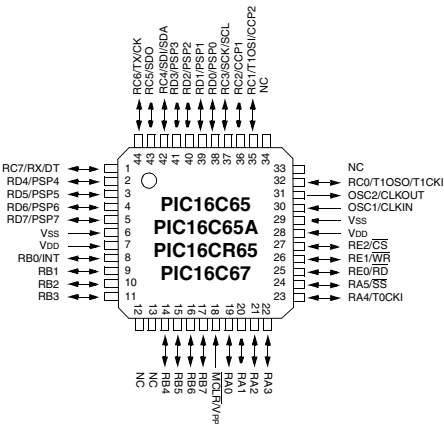 RC6/TX/CK
RC5/SDO
RC4/SDI/SDA
RD3/PSP3
RD2/PSP2
RD1/PSP1
RD0/PSP0
RC3/SCK/SCL
RC2/CCP1
RC1/T1OSI/CCP2
NC
44
43
42
41
40
39
38
37
36
35
34
RC7/RX/DT
RD4/PSP4
RD5/PSP5
RD6/PSP6
RD7/PSP7
VSS
VDD
RB0/INT
RB1
RB2
RB3
1
2
3
4
5
6
7
8
9
10
11
PIC16C65
PIC16C65A
PIC16CR65
PIC16C67
33
32
31
30
29
28
27
26
25
24
23
NC
RC0/T1OSO/T1CKI
OSC2/CLKOUT
OSC1/CLKIN
VSS
VDD
RE2/CS
RE1/WR
RE0/RD
RA5/SS
RA4/T0CKI
12
13
14
15
16
17
18
19
20
21
22
NC
NC
RB4
RB5
RB6
RB7
MCLR/VPP
RA0
RA1
RA2
RA3